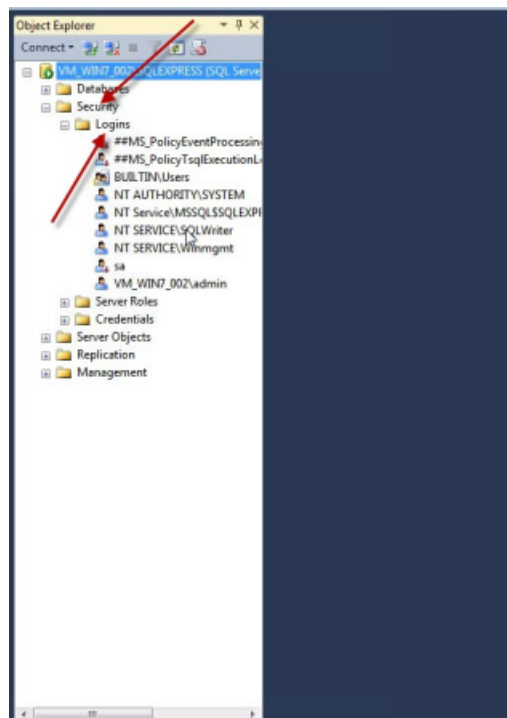 Object Explorer
Connect
VM_WIN7_002\SQLEXPRESS (SQL Serve
Databases
Security
Logins
##MS_PolicyEventProcessing
##MS_PolicyTsqlExecutionL
BUILTIN\Users
NT AUTHORITY\SYSTEM
NT Service\MSSQL$SQLEXP
NT SERVICE\SQLWriter
NT SERVICE\Winmgmt
sa
VM_WIN7_002\admin
Server Roles
Credentials
Server Objects
Replication
Management